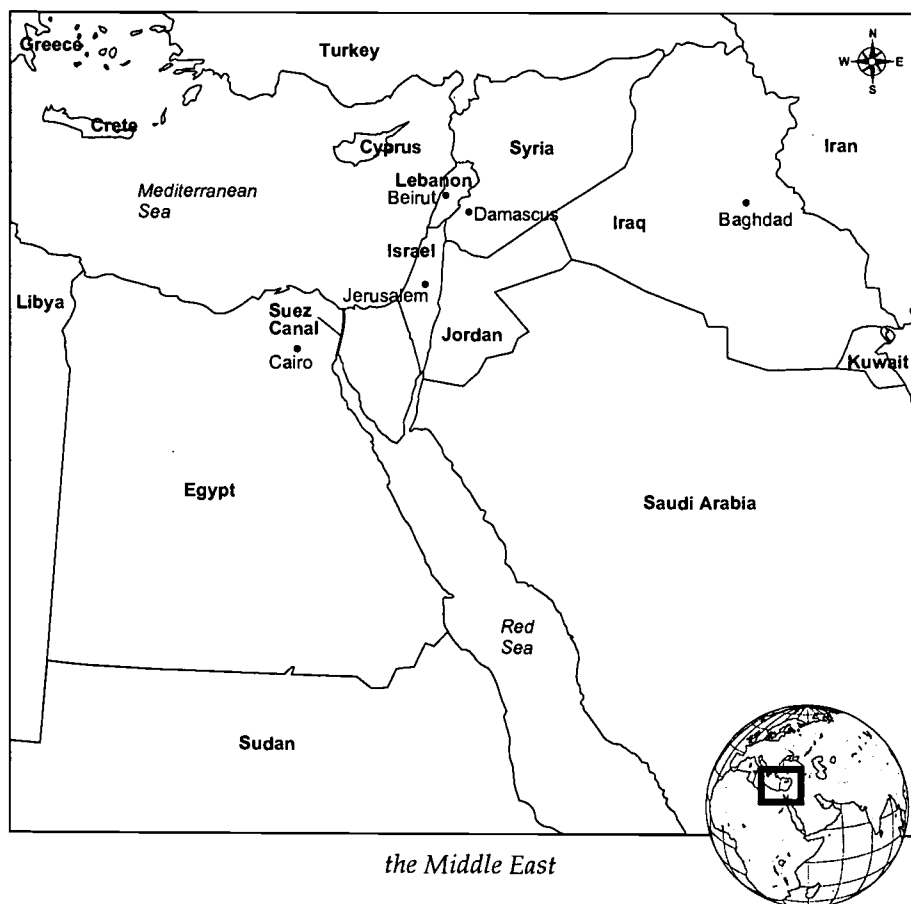 Greece
Turkey
N
W E
S
Crete
Cyprus
Syria
Iran
Mediterranean
Sea
Lebanon
Beirut
Damascus
Iraq
Baghdad
Israel
Libya
Jerusalem
Suez
Canal
Jordan
Cairo
Kuwait
Egypt
Saudi Arabia
Red
Sea
Sudan
the Middle East